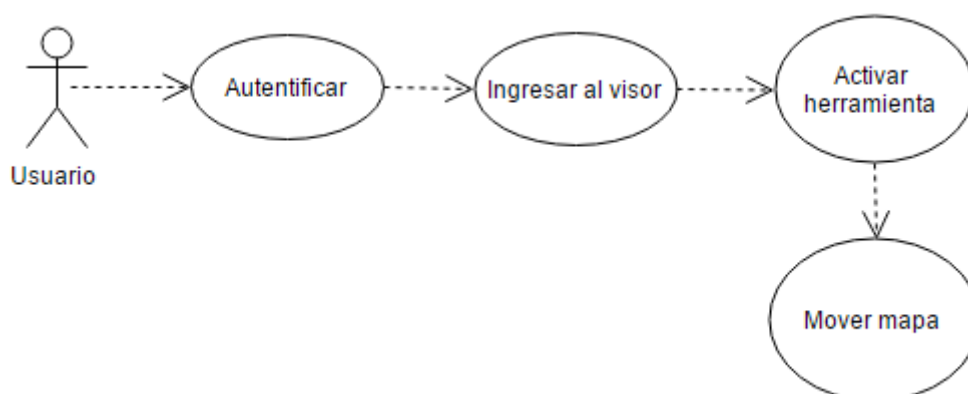 Usuario
Autentificar
Ingresar al visor
Activar
herramienta
Mover mapa